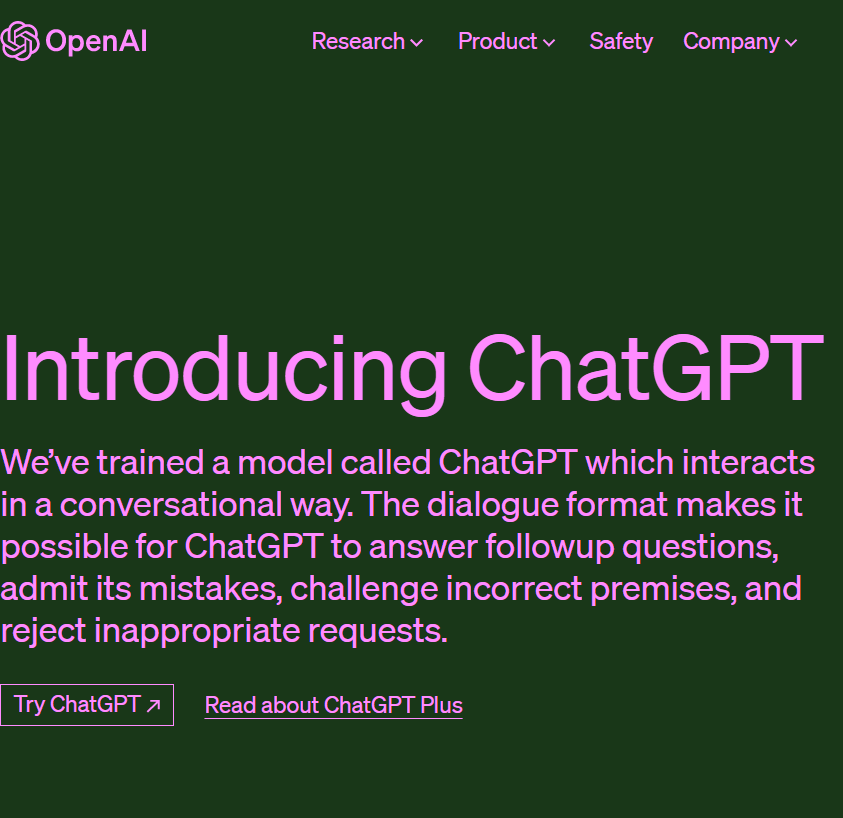 OpenAI
Research
Product
Safety
Company
Introducing ChatGPT
We’ve trained a model called ChatGPT which interacts
in a conversational way. The dialogue format makes it
possible for ChatGPT to answer followup questions,
admit its mistakes, challenge incorrect premises, and
reject inappropriate requests.
Try ChatGPT ↗
Read about ChatGPT Plus